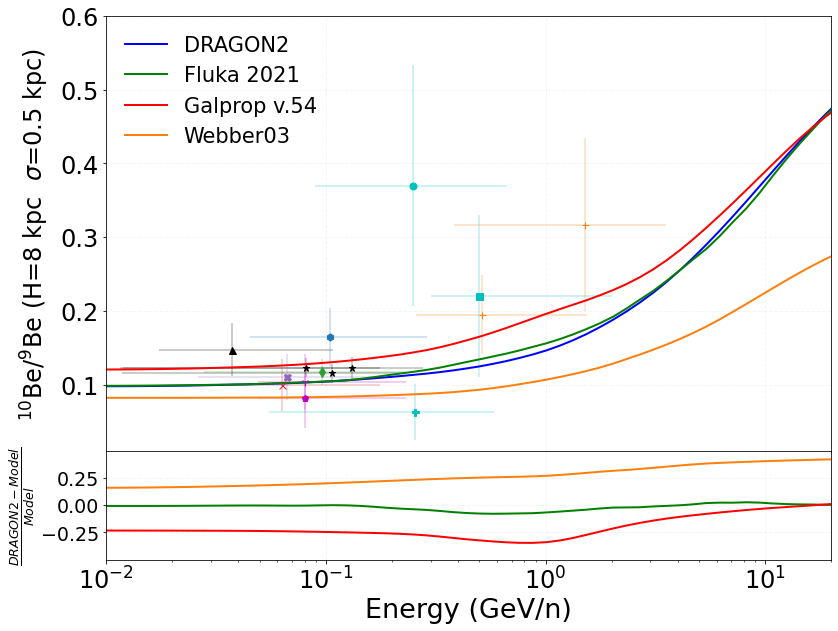 DRAGON2
Fluka 2021
Galprop v.54
Webber03
¹⁰Be/⁹Be (H=8 kpc σ=0.5 kpc)
0.6
0.5
0.4
0.3
0.2
0.1
DRAGON2−Model
Model
0.25
0.00
−0.25
10⁻² 10⁻¹ 10⁰ 10¹
Energy (GeV/n)